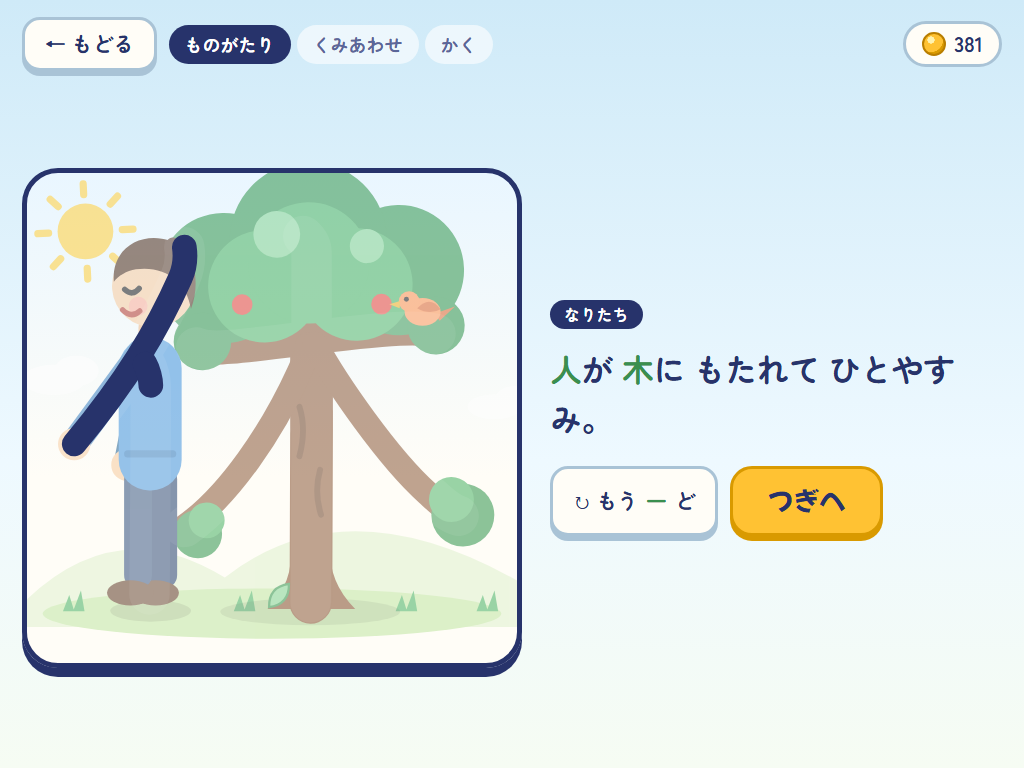 ← もどる
ものがたり
くみあわせ
かく
381
なりたち
人が 木に もたれて ひとやす
み。
↻ もう 一 ど
つぎへ